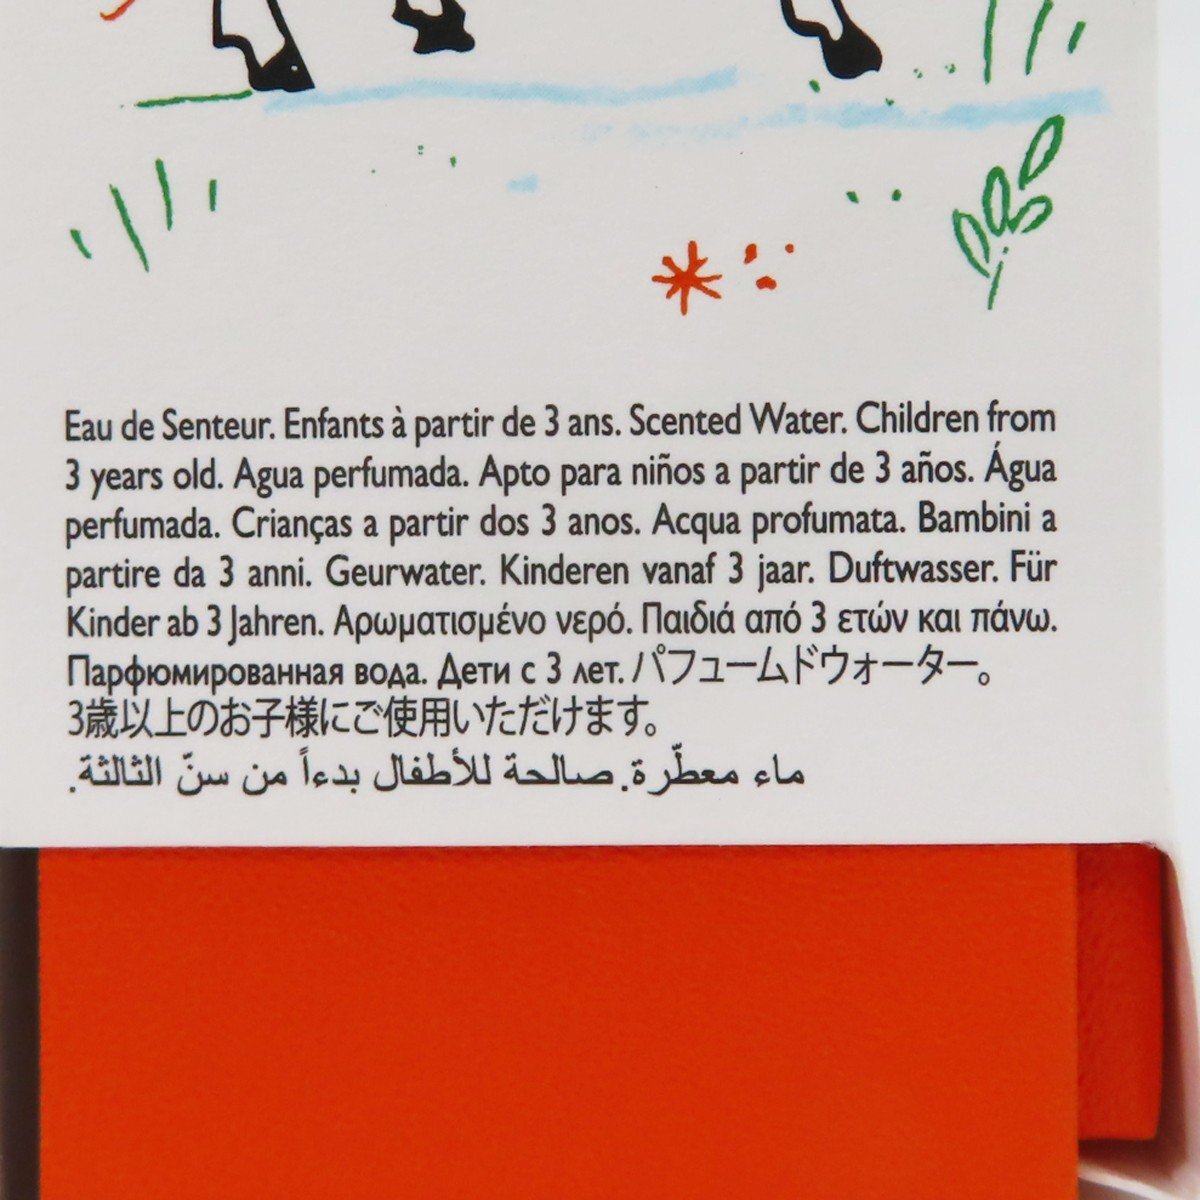 Eau de Senteur. Enfants à partir de 3 ans. Scented Water. Children from
3 years old. Agua perfumada. Apto para niños a partir de 3 años. Água
perfumada. Crianças a partir dos 3 anos. Acqua profumata. Bambini a
partire da 3 anni. Geurwater. Kinderen vanaf 3 jaar. Duftwasser. Für
Kinder ab 3 Jahren. Αρωματισμένο νερό. Παιδιά από 3 ετών και πάνω.
Парфюмированная вода. Дети с 3 лет. パフュームドウォーター。
3歳以上のお子様にご使用いただけます。
ماء معطّرة. صالحة للأطفال بدءاً من سنّ الثالثة.